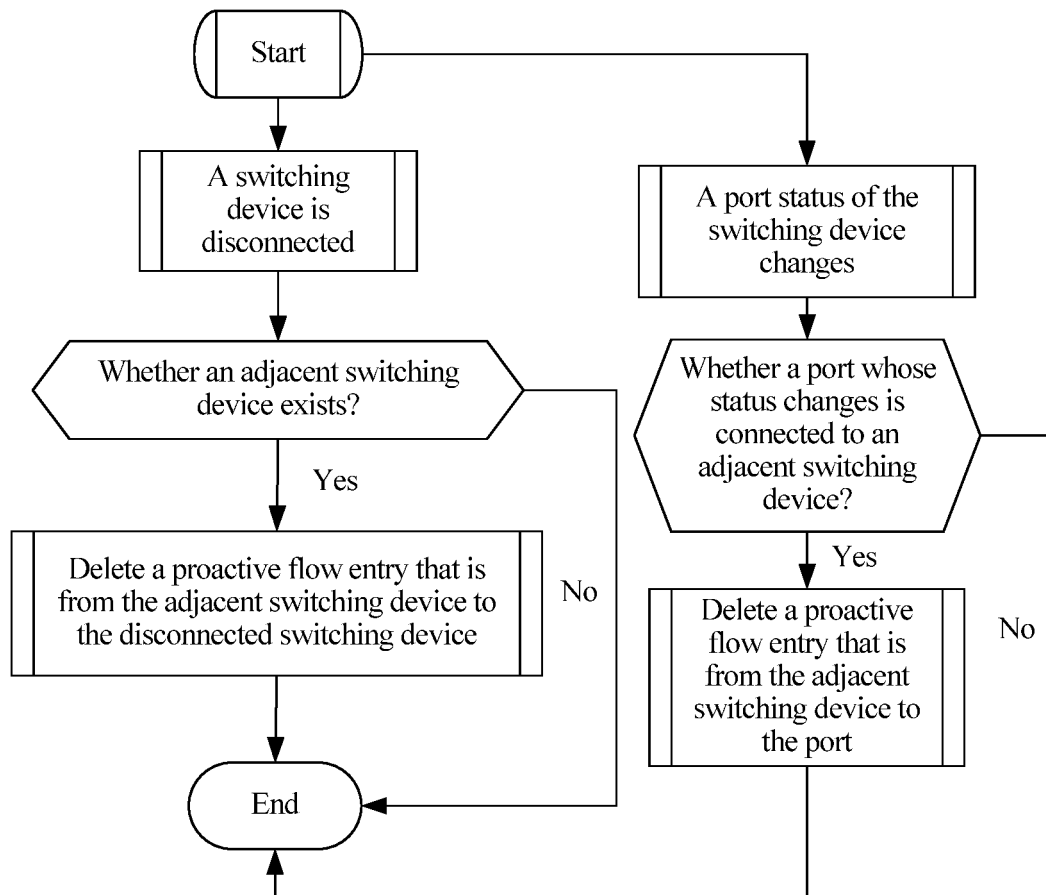 Start
A switching
device is
disconnected
Whether an adjacent switching
device exists?
Yes
Delete a proactive flow entry that is
from the adjacent switching device to
the disconnected switching device
No
End
A port status of the
switching device
changes
Whether a port whose
status changes is
connected to an
adjacent switching
device?
Yes
Delete a proactive
flow entry that is
from the adjacent
switching device to
the port
No